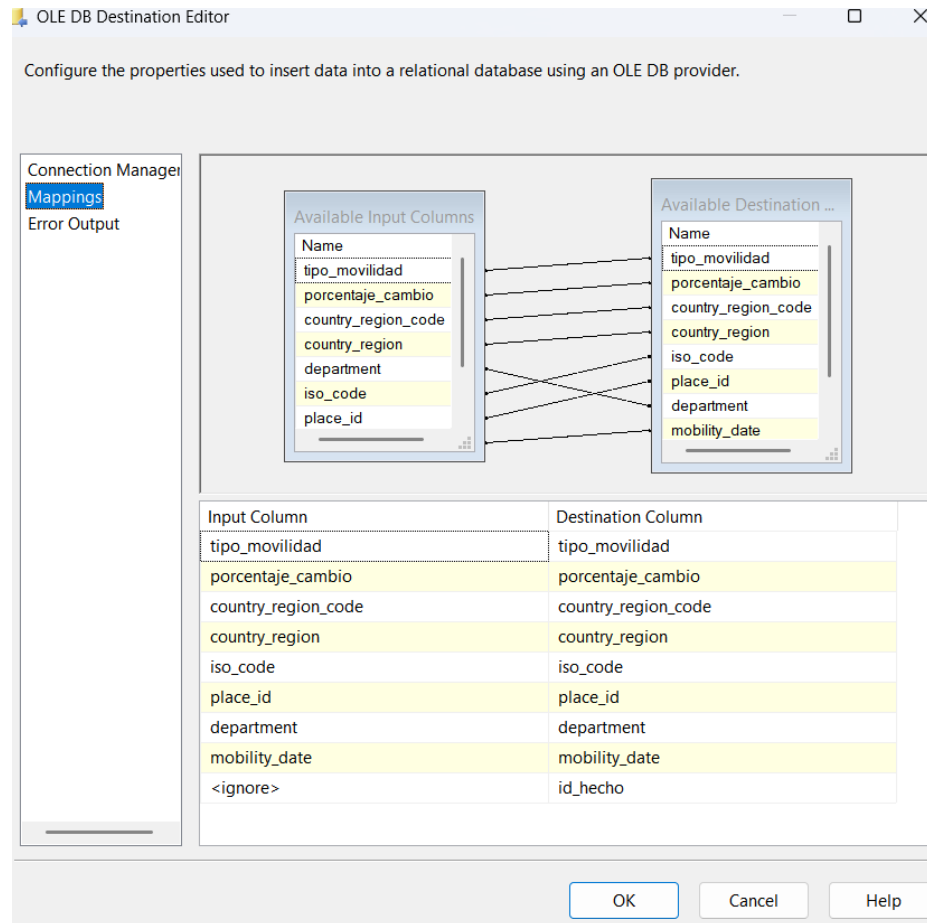 OLE DB Destination Editor
Configure the properties used to insert data into a relational database using an OLE DB provider.
Connection Manager
Mappings
Error Output
Available Input Columns
Name
tipo_movilidad
porcentaje_cambio
country_region_code
country_region
department
iso_code
place_id
Available Destination ...
Name
tipo_movilidad
porcentaje_cambio
country_region_code
country_region
iso_code
place_id
department
mobility_date
Input Column Destination Column
tipo_movilidad tipo_movilidad
porcentaje_cambio porcentaje_cambio
country_region_code country_region_code
country_region country_region
iso_code iso_code
place_id place_id
department department
mobility_date mobility_date
<ignore> id_hecho
OK Cancel Help